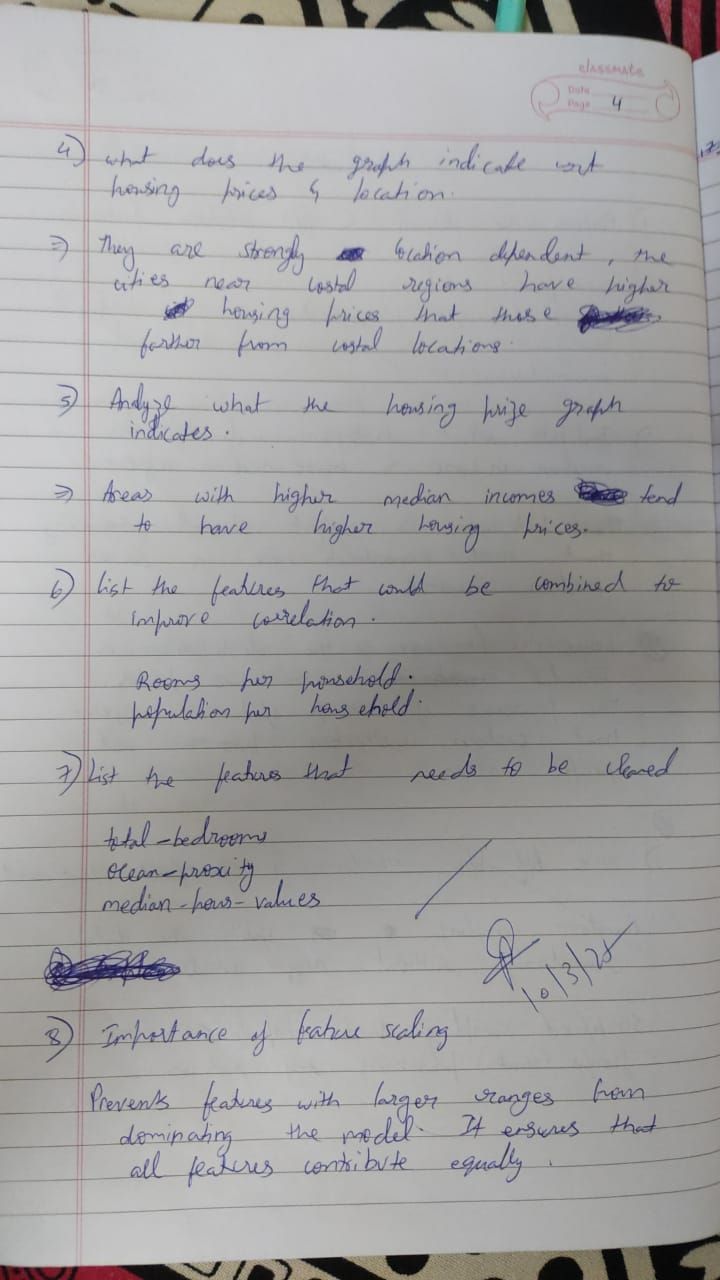 classmate
Date
Page 4
4) what does the graph indicate wrt
housing prices & location.
⇒ They are strongly location dependent, the
cities near costal regions have higher
housing prices that those
farther from costal locations.
5) Analyze what the housing prize graph
indicates.
⇒ Areas with higher median incomes tend
to have higher housing prices.
6) List the features that could be combined to
improve correlation.
Rooms per household.
population per household.
7) List the features that needs to be cleaned
total-bedrooms
ocean-proxity
median-hous-values
10/3/25
8) Importance of feature scaling
Prevents features with larger ranges from
dominating the model. It ensures that
all features contribute equally.